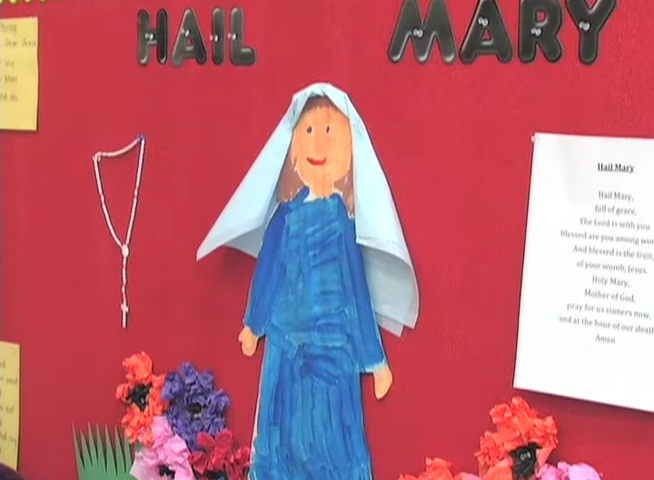 HAIL MARY
Hail Mary
Hail Mary,
full of grace,
The Lord is with you.
Blessed are you among
And blessed is the fruit,
of your womb, Jesus.
Holy Mary,
Mother of God,
pray for us sinners now,
and at the hour of our death
Amen.